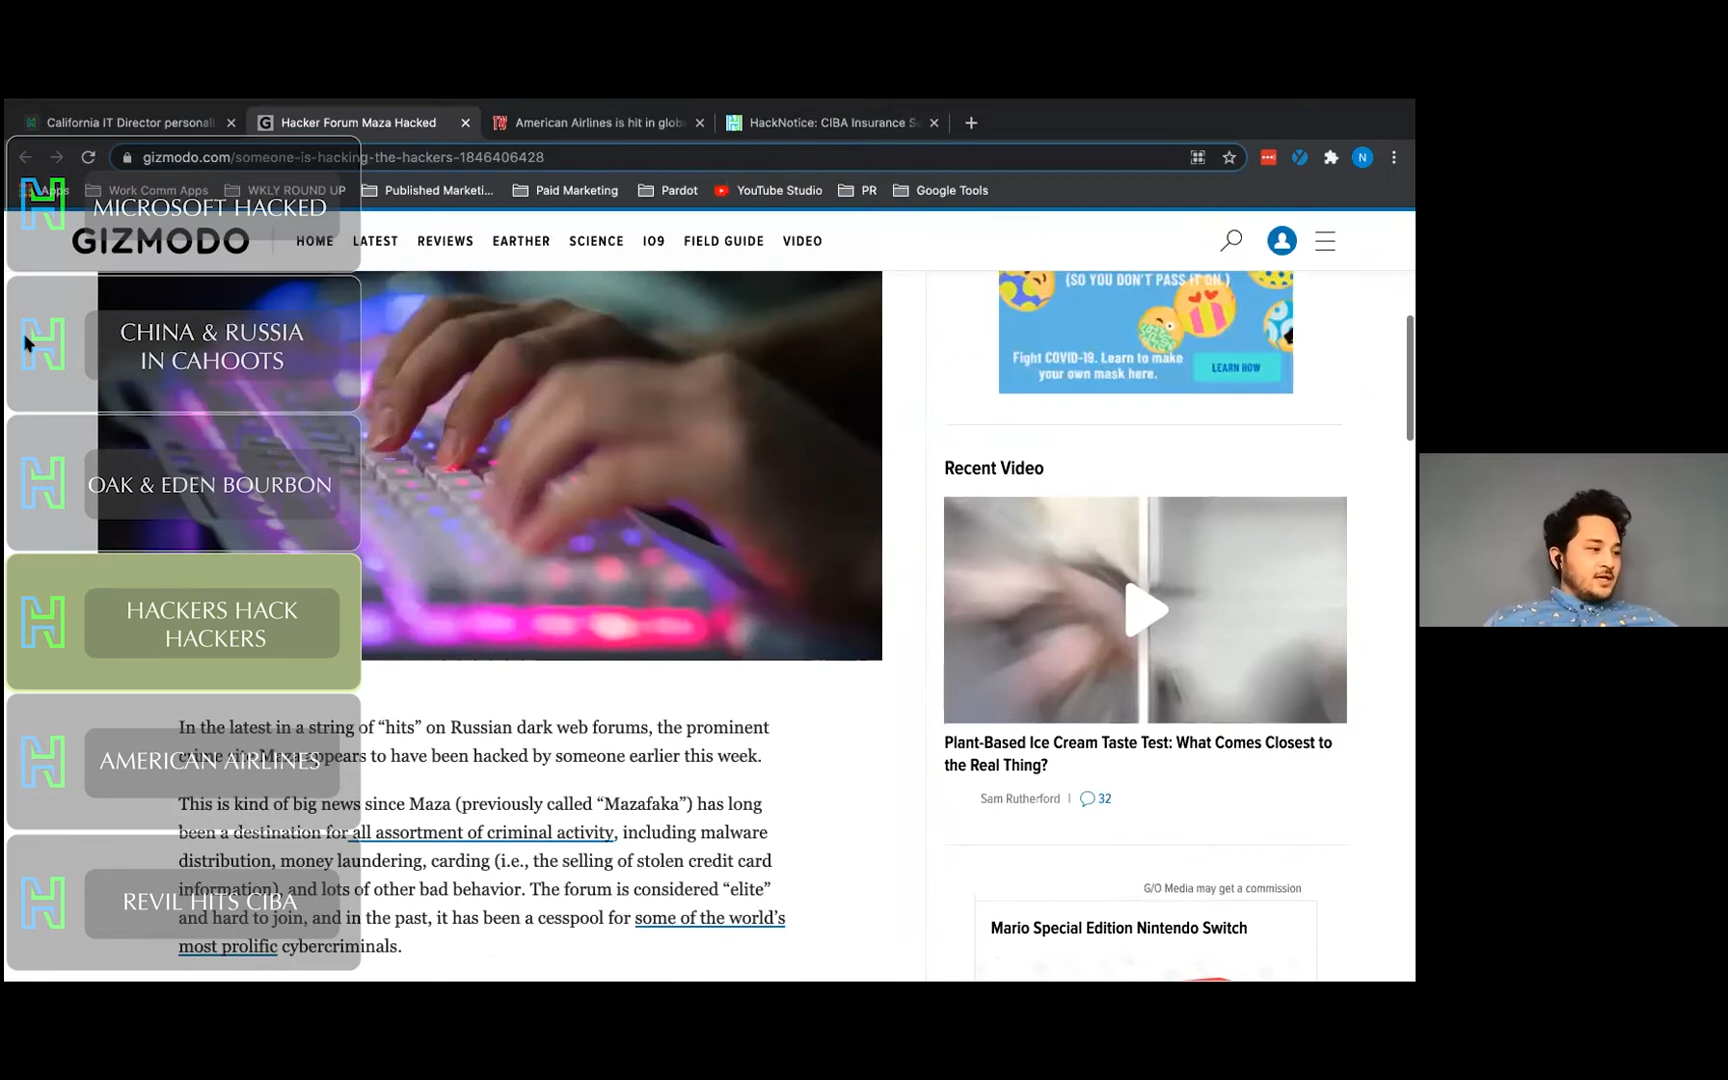 California IT Director personali
Hacker Forum Maza Hacked
American Airlines is hit in glob
HackNotice: CIBA Insurance S
gizmodo.com/someone-is-hacking-the-hackers-1846406428
Apps
Work Comm Apps
WKLY ROUND UP
Published Marketi...
Paid Marketing
Pardot
YouTube Studio
PR
Google Tools
N
MICROSOFT HACKED
GIZMODO
HOME LATEST REVIEWS EARTHER SCIENCE IO9 FIELD GUIDE VIDEO
CHINA & RUSSIA
IN CAHOOTS
OAK & EDEN BOURBON
HACKERS HACK
HACKERS
AMERICAN AIRLINES
REVIL HITS CIBA
In the latest in a string of “hits” on Russian dark web forums, the prominent
crime site Maza appears to have been hacked by someone earlier this week.
This is kind of big news since Maza (previously called “Mazafaka”) has long
been a destination for all assortment of criminal activity, including malware
distribution, money laundering, carding (i.e., the selling of stolen credit card
information), and lots of other bad behavior. The forum is considered “elite”
and hard to join, and in the past, it has been a cesspool for some of the world’s
most prolific cybercriminals.
(SO YOU DON'T PASS IT ON.)
Fight COVID-19. Learn to make
your own mask here.
LEARN HOW
Recent Video
Plant-Based Ice Cream Taste Test: What Comes Closest to
the Real Thing?
Sam Rutherford | 32
G/O Media may get a commission
Mario Special Edition Nintendo Switch